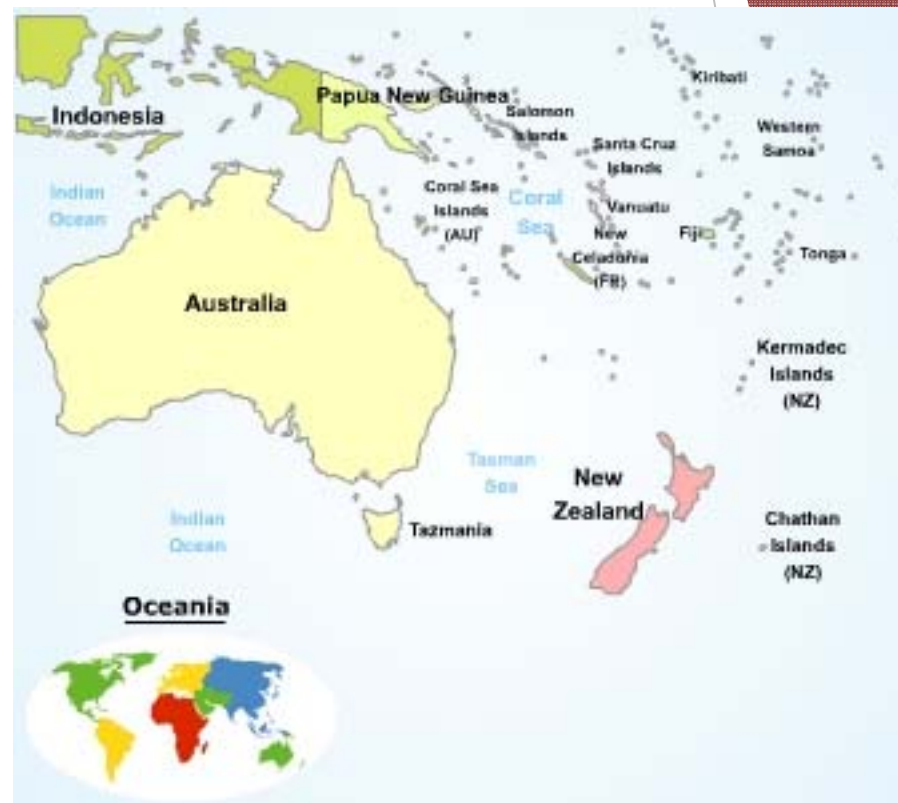 Kiribati
Papua New Guinea
Salomon
Islands
Indonesia
Western
Samoa
Santa Cruz
Islands
Indian
Ocean
Coral Sea
Islands
(AU)
Coral
Sea
Vanuatu
New
Celadonia
(FR)
Fiji
Tonga
Australia
Kermadec
Islands
(NZ)
Tasman
Sea
New
Zealand
Indian
Ocean
Tazmania
Chathan
Islands
(NZ)
Oceania